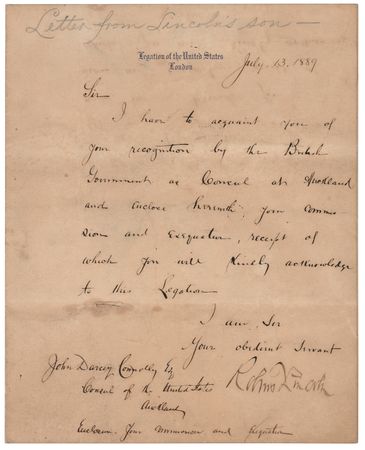 Letter from Lincoln's son —
Legation of the United States
London
July 13. 1889
Sir
I have to acquaint you of
your recognition by the British
Government as Consul at Auckland
and enclose herewith, your commis-
sion and exequatur, receipt of
which you will kindly acknowledge
to this Legation
I am, Sir
Your obedient servant
Robert Lincoln
John Darcy Connolly Esq
Consul of the United States
Auckland
Enclosure. Your Commission and Exequatur